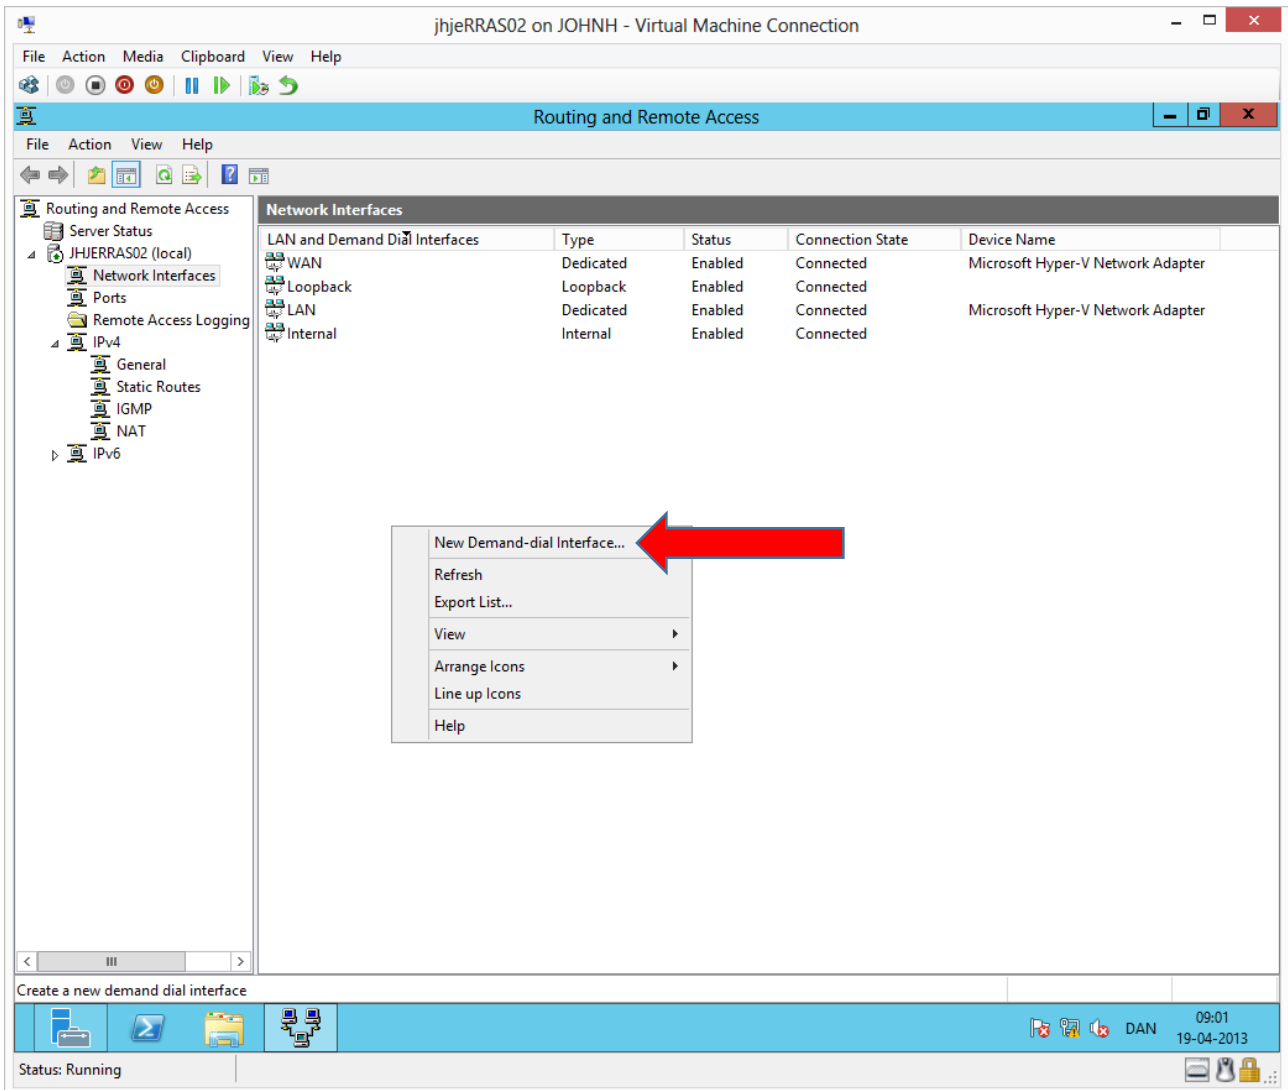 jhjeRRAS02 on JOHNH - Virtual Machine Connection
File Action Media Clipboard View Help
Routing and Remote Access
File Action View Help
Routing and Remote Access
Server Status
JHJERRAS02 (local)
Network Interfaces
Ports
Remote Access Logging
IPv4
General
Static Routes
IGMP
NAT
IPv6
Network Interfaces
LAN and Demand Dial Interfaces Type Status Connection State Device Name
WAN Dedicated Enabled Connected Microsoft Hyper-V Network Adapter
Loopback Loopback Enabled Connected
LAN Dedicated Enabled Connected Microsoft Hyper-V Network Adapter
Internal Internal Enabled Connected
New Demand-dial Interface...
Refresh
Export List...
View
Arrange Icons
Line up Icons
Help
Create a new demand dial interface
DAN
09:01
19-04-2013
Status: Running